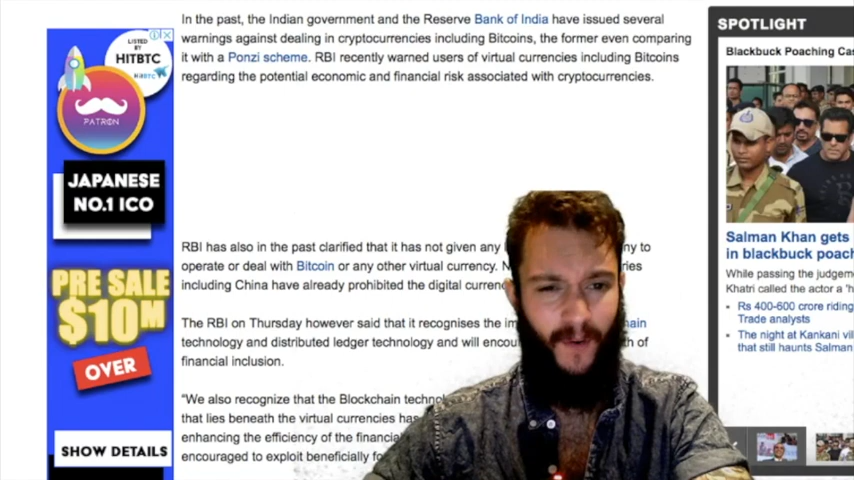 In the past, the Indian government and the Reserve Bank of India have issued several
warnings against dealing in cryptocurrencies including Bitcoins, the former even comparing
it with a Ponzi scheme. RBI recently warned users of virtual currencies including Bitcoins
regarding the potential economic and financial risk associated with cryptocurrencies.
LISTED BY
HITBTC
HitBTC
PATRON
JAPANESE
NO.1 ICO
PRE SALE
$10M
OVER
SHOW DETAILS
RBI has also in the past clarified that it has not given any to
operate or deal with Bitcoin or any other virtual currency.
including China have already prohibited the digital
The RBI on Thursday however said that it recognises the
technology and distributed ledger technology and will of
financial inclusion.
“We also recognize that the Blockchain
that lies beneath the virtual currencies has
enhancing the efficiency of the
encouraged to exploit beneficially
SPOTLIGHT
Blackbuck Poaching
Salman Khan gets
in blackbuck
While passing the
Khatri called the actor a
Rs 400-600 crore riding
Trade analysts
The night at Kankani
that still haunts Salman